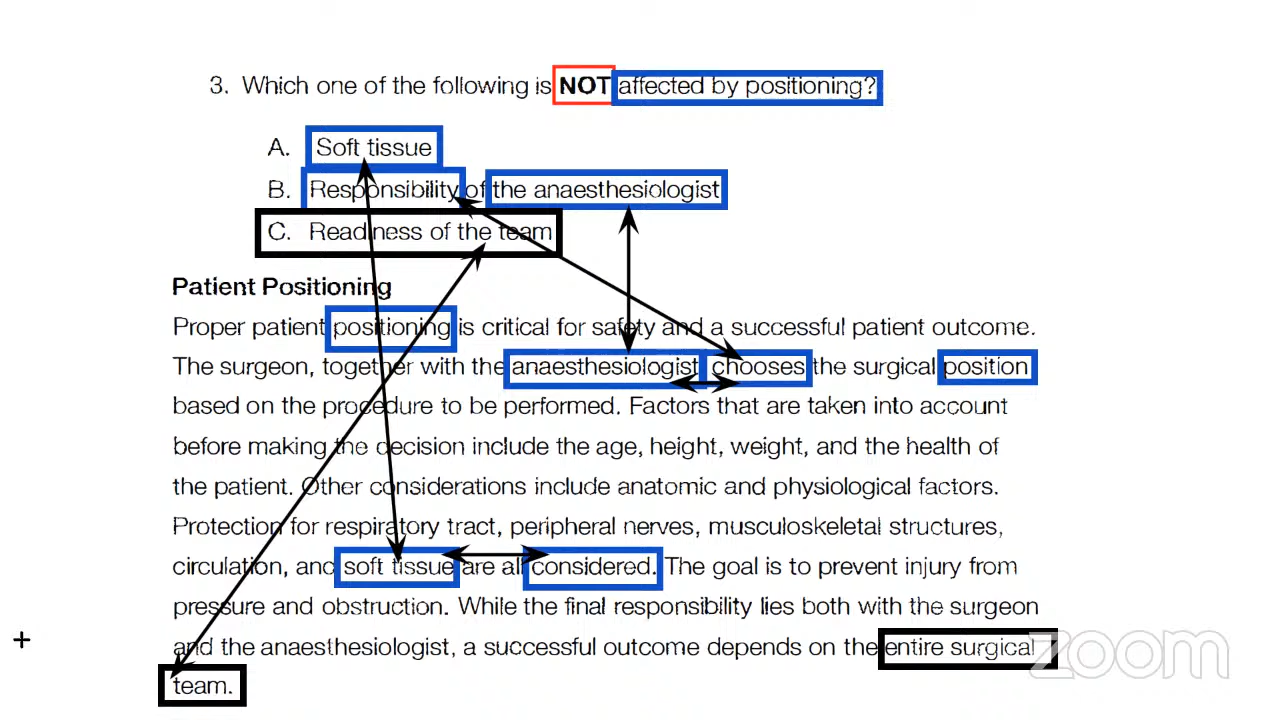 3. Which one of the following is NOT affected by positioning?
A. Soft tissue
B. Responsibility of the anaesthesiologist
C. Readiness of the team
Patient Positioning
Proper patient positioning is critical for safety and a successful patient outcome.
The surgeon, together with the anaesthesiologist chooses the surgical position
based on the procedure to be performed. Factors that are taken into account
before making the decision include the age, height, weight, and the health of
the patient. Other considerations include anatomic and physiological factors.
Protection for respiratory tract, peripheral nerves, musculoskeletal structures,
circulation, and soft tissue are all considered. The goal is to prevent injury from
pressure and obstruction. While the final responsibility lies both with the surgeon
and the anaesthesiologist, a successful outcome depends on the entire surgical
team.
zoom